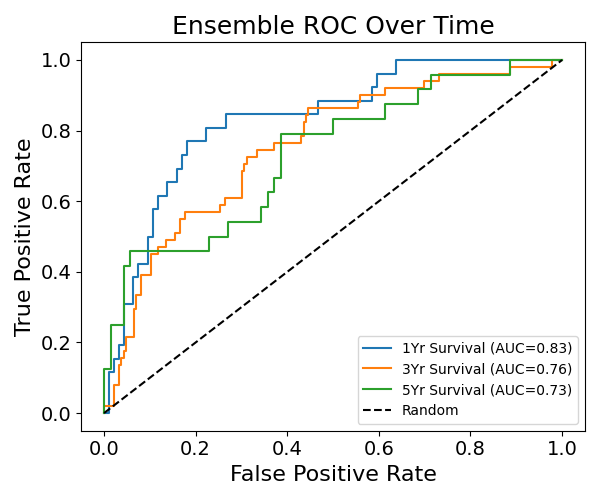 Ensemble ROC Over Time
True Positive Rate
1.0
0.8
0.6
0.4
0.2
0.0
0.0 0.2 0.4 0.6 0.8 1.0
False Positive Rate
1Yr Survival (AUC=0.83)
3Yr Survival (AUC=0.76)
5Yr Survival (AUC=0.73)
Random